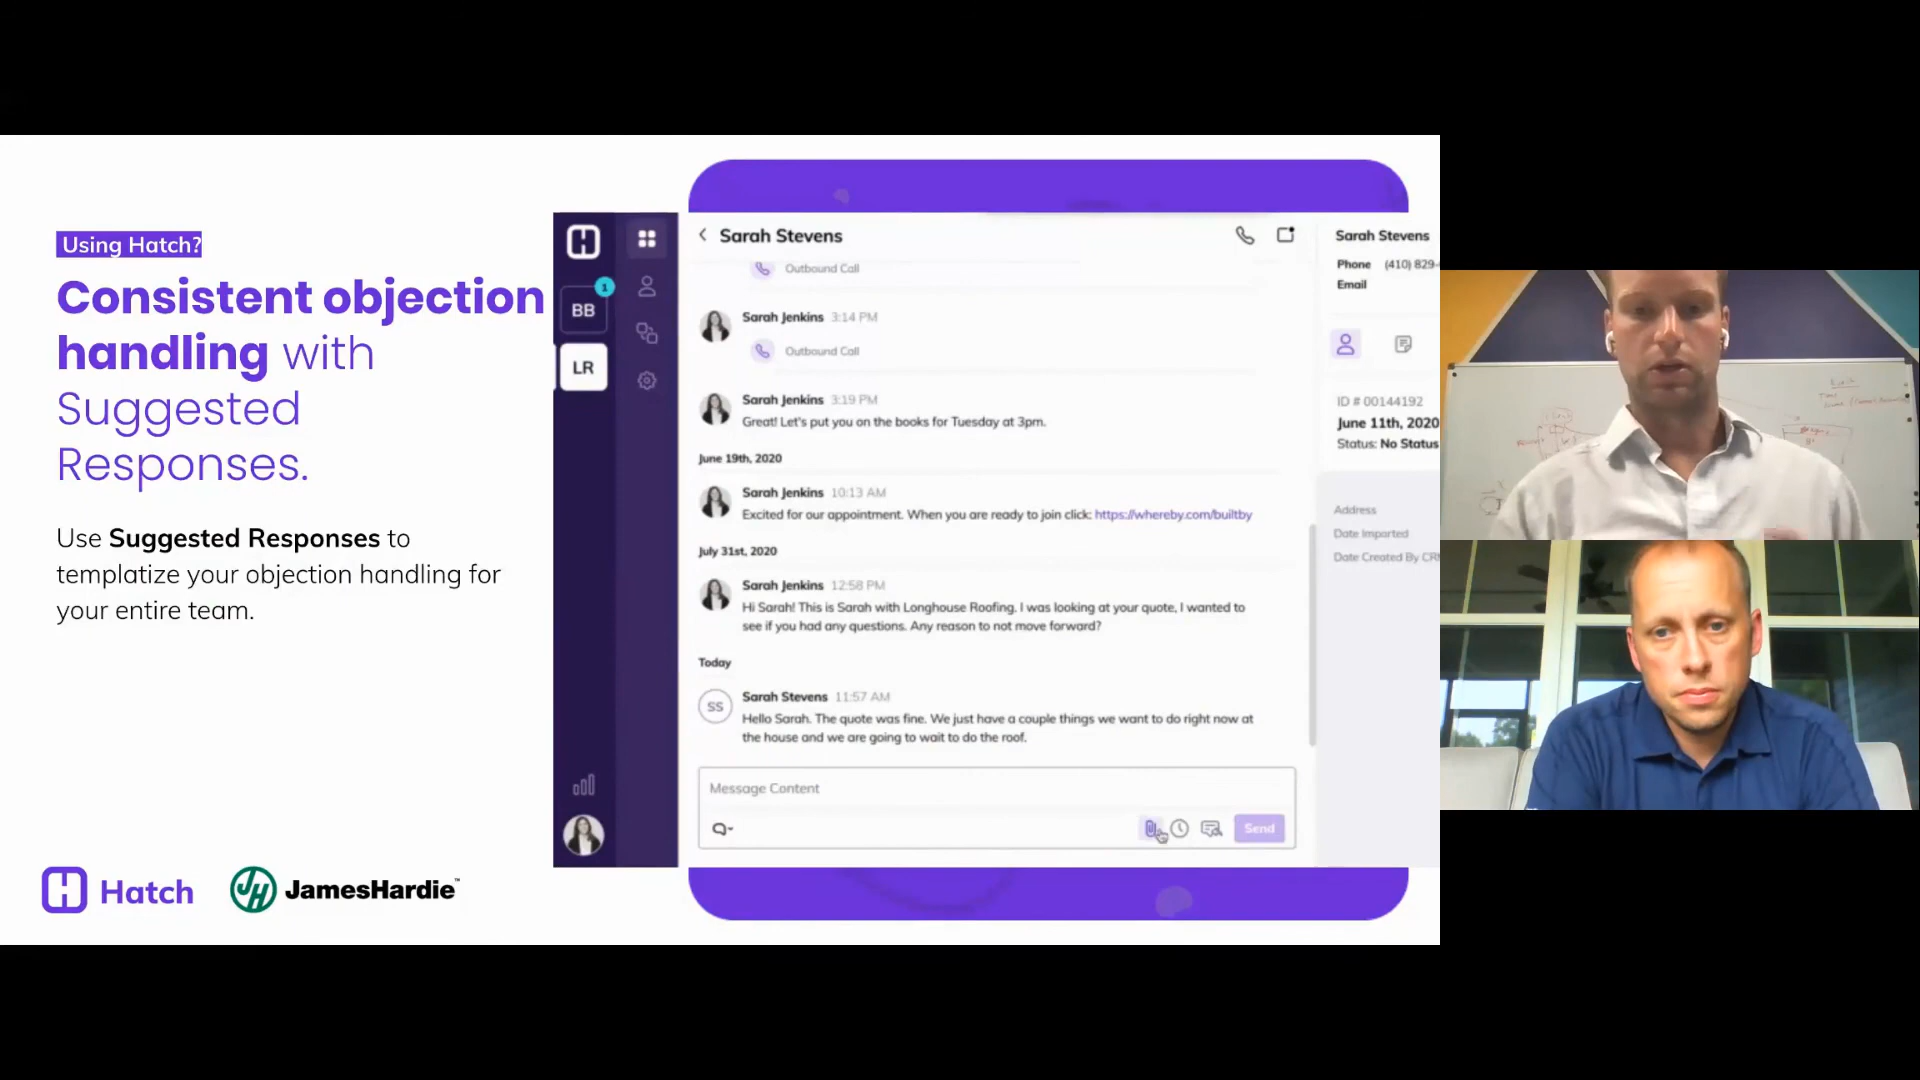 Using Hatch?
Consistent objection
handling with
Suggested
Responses.
Use Suggested Responses to
templatize your objection handling for
your entire team.
Hatch
JH JamesHardie™
BB
1
LR
Sarah Stevens
Outbound Call
Sarah Jenkins 3:14 PM
Outbound Call
Sarah Jenkins 3:19 PM
Great! Let's put you on the books for Tuesday at 3pm.
June 19th, 2020
Sarah Jenkins 10:13 AM
Excited for our appointment. When you are ready to join click: https://whereby.com/builtby
July 31st, 2020
Sarah Jenkins 12:58 PM
Hi Sarah! This is Sarah with Longhouse Roofing. I was looking at your quote, I wanted to
see if you had any questions. Any reason to not move forward?
Today
SS
Sarah Stevens 11:57 AM
Hello Sarah. The quote was fine. We just have a couple things we want to do right now at
the house and we are going to wait to do the roof.
Message Content
Send
Sarah Stevens
Phone (410) 829-
Email
ID # 00144192
June 11th, 2020
Status: No Status
Address
Date Imported
Date Created By CR